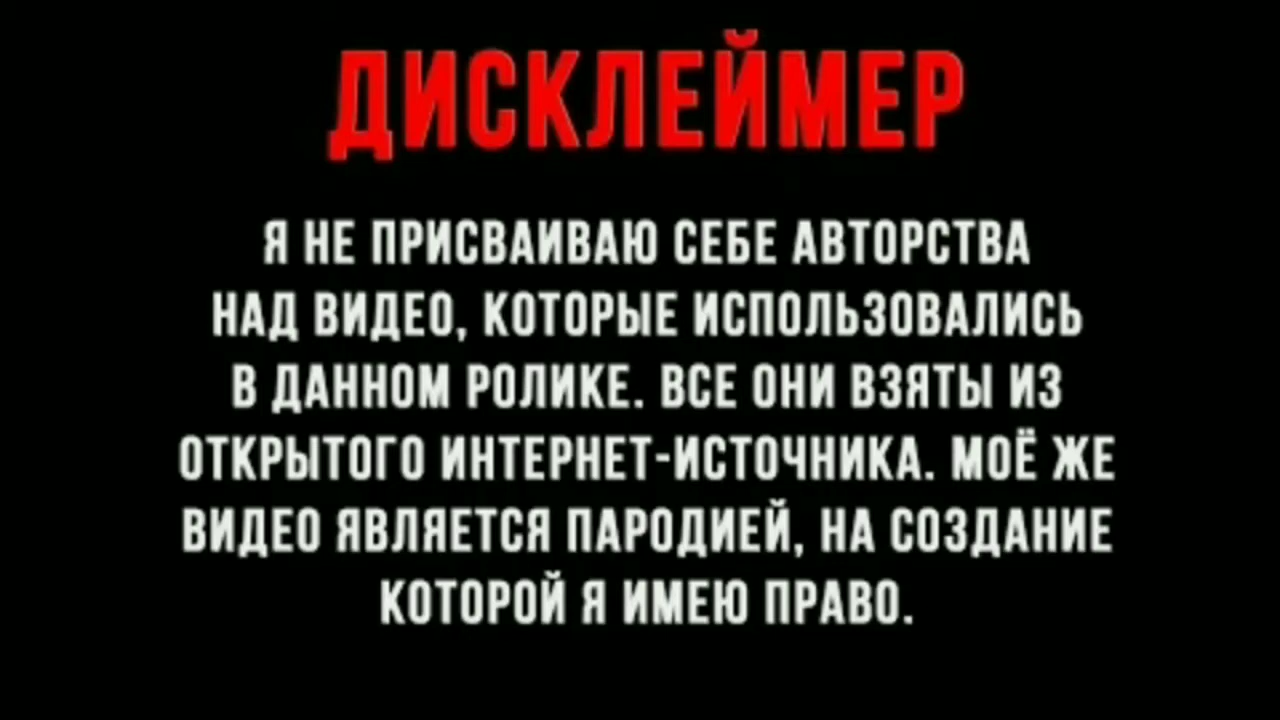 ДИСКЛЕЙМЕР
Я НЕ ПРИСВАИВАЮ СЕБЕ АВТОРСТВА
НАД ВИДЕО, КОТОРЫЕ ИСПОЛЬЗОВАЛИСЬ
В ДАННОМ РОЛИКЕ. ВСЕ ОНИ ВЗЯТЫ ИЗ
ОТКРЫТОГО ИНТЕРНЕТ-ИСТОЧНИКА. МОЁ ЖЕ
ВИДЕО ЯВЛЯЕТСЯ ПАРОДИЕЙ, НА СОЗДАНИЕ
КОТОРОЙ Я ИМЕЮ ПРАВО.